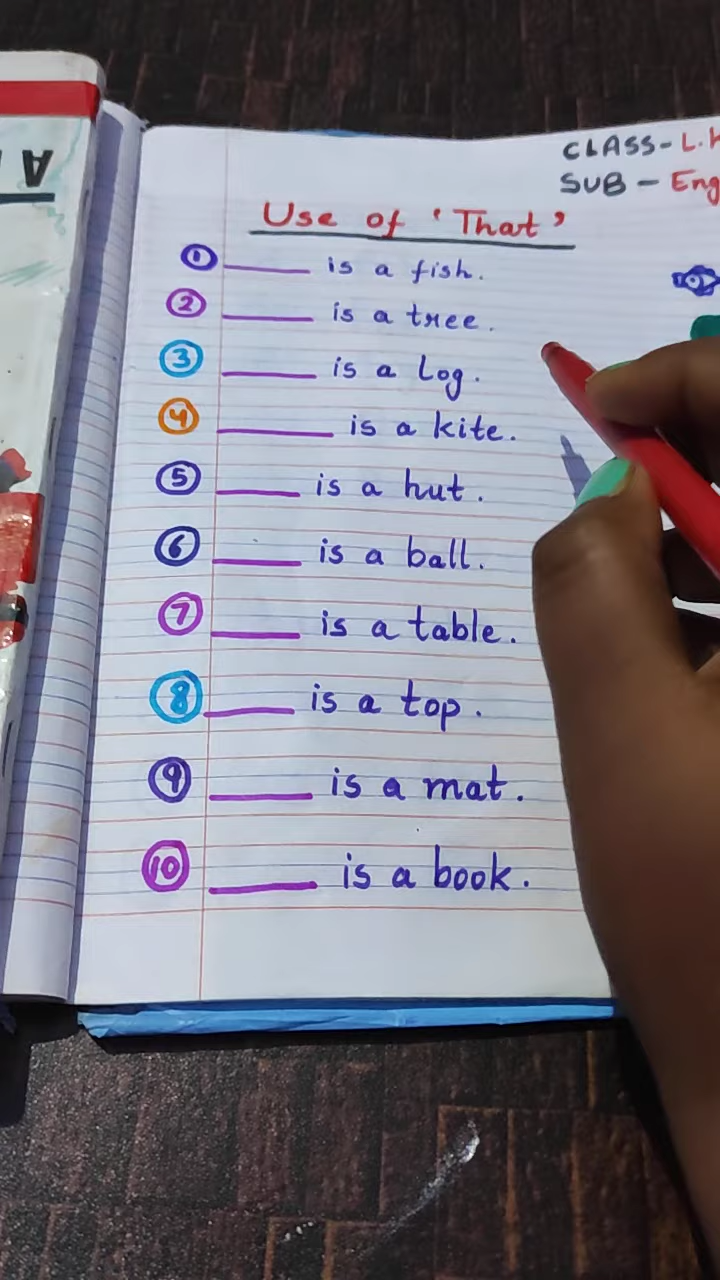 CLASS-L.K
SUB - Eng
Use of 'That'
1 ____ is a fish.
2 ____ is a tree.
3 ____ is a Log.
4 ____ is a kite.
5 ____ is a hut.
6 ____ is a ball.
7 ____ is a table.
8 ____ is a top.
9 ____ is a mat.
10 ____ is a book.